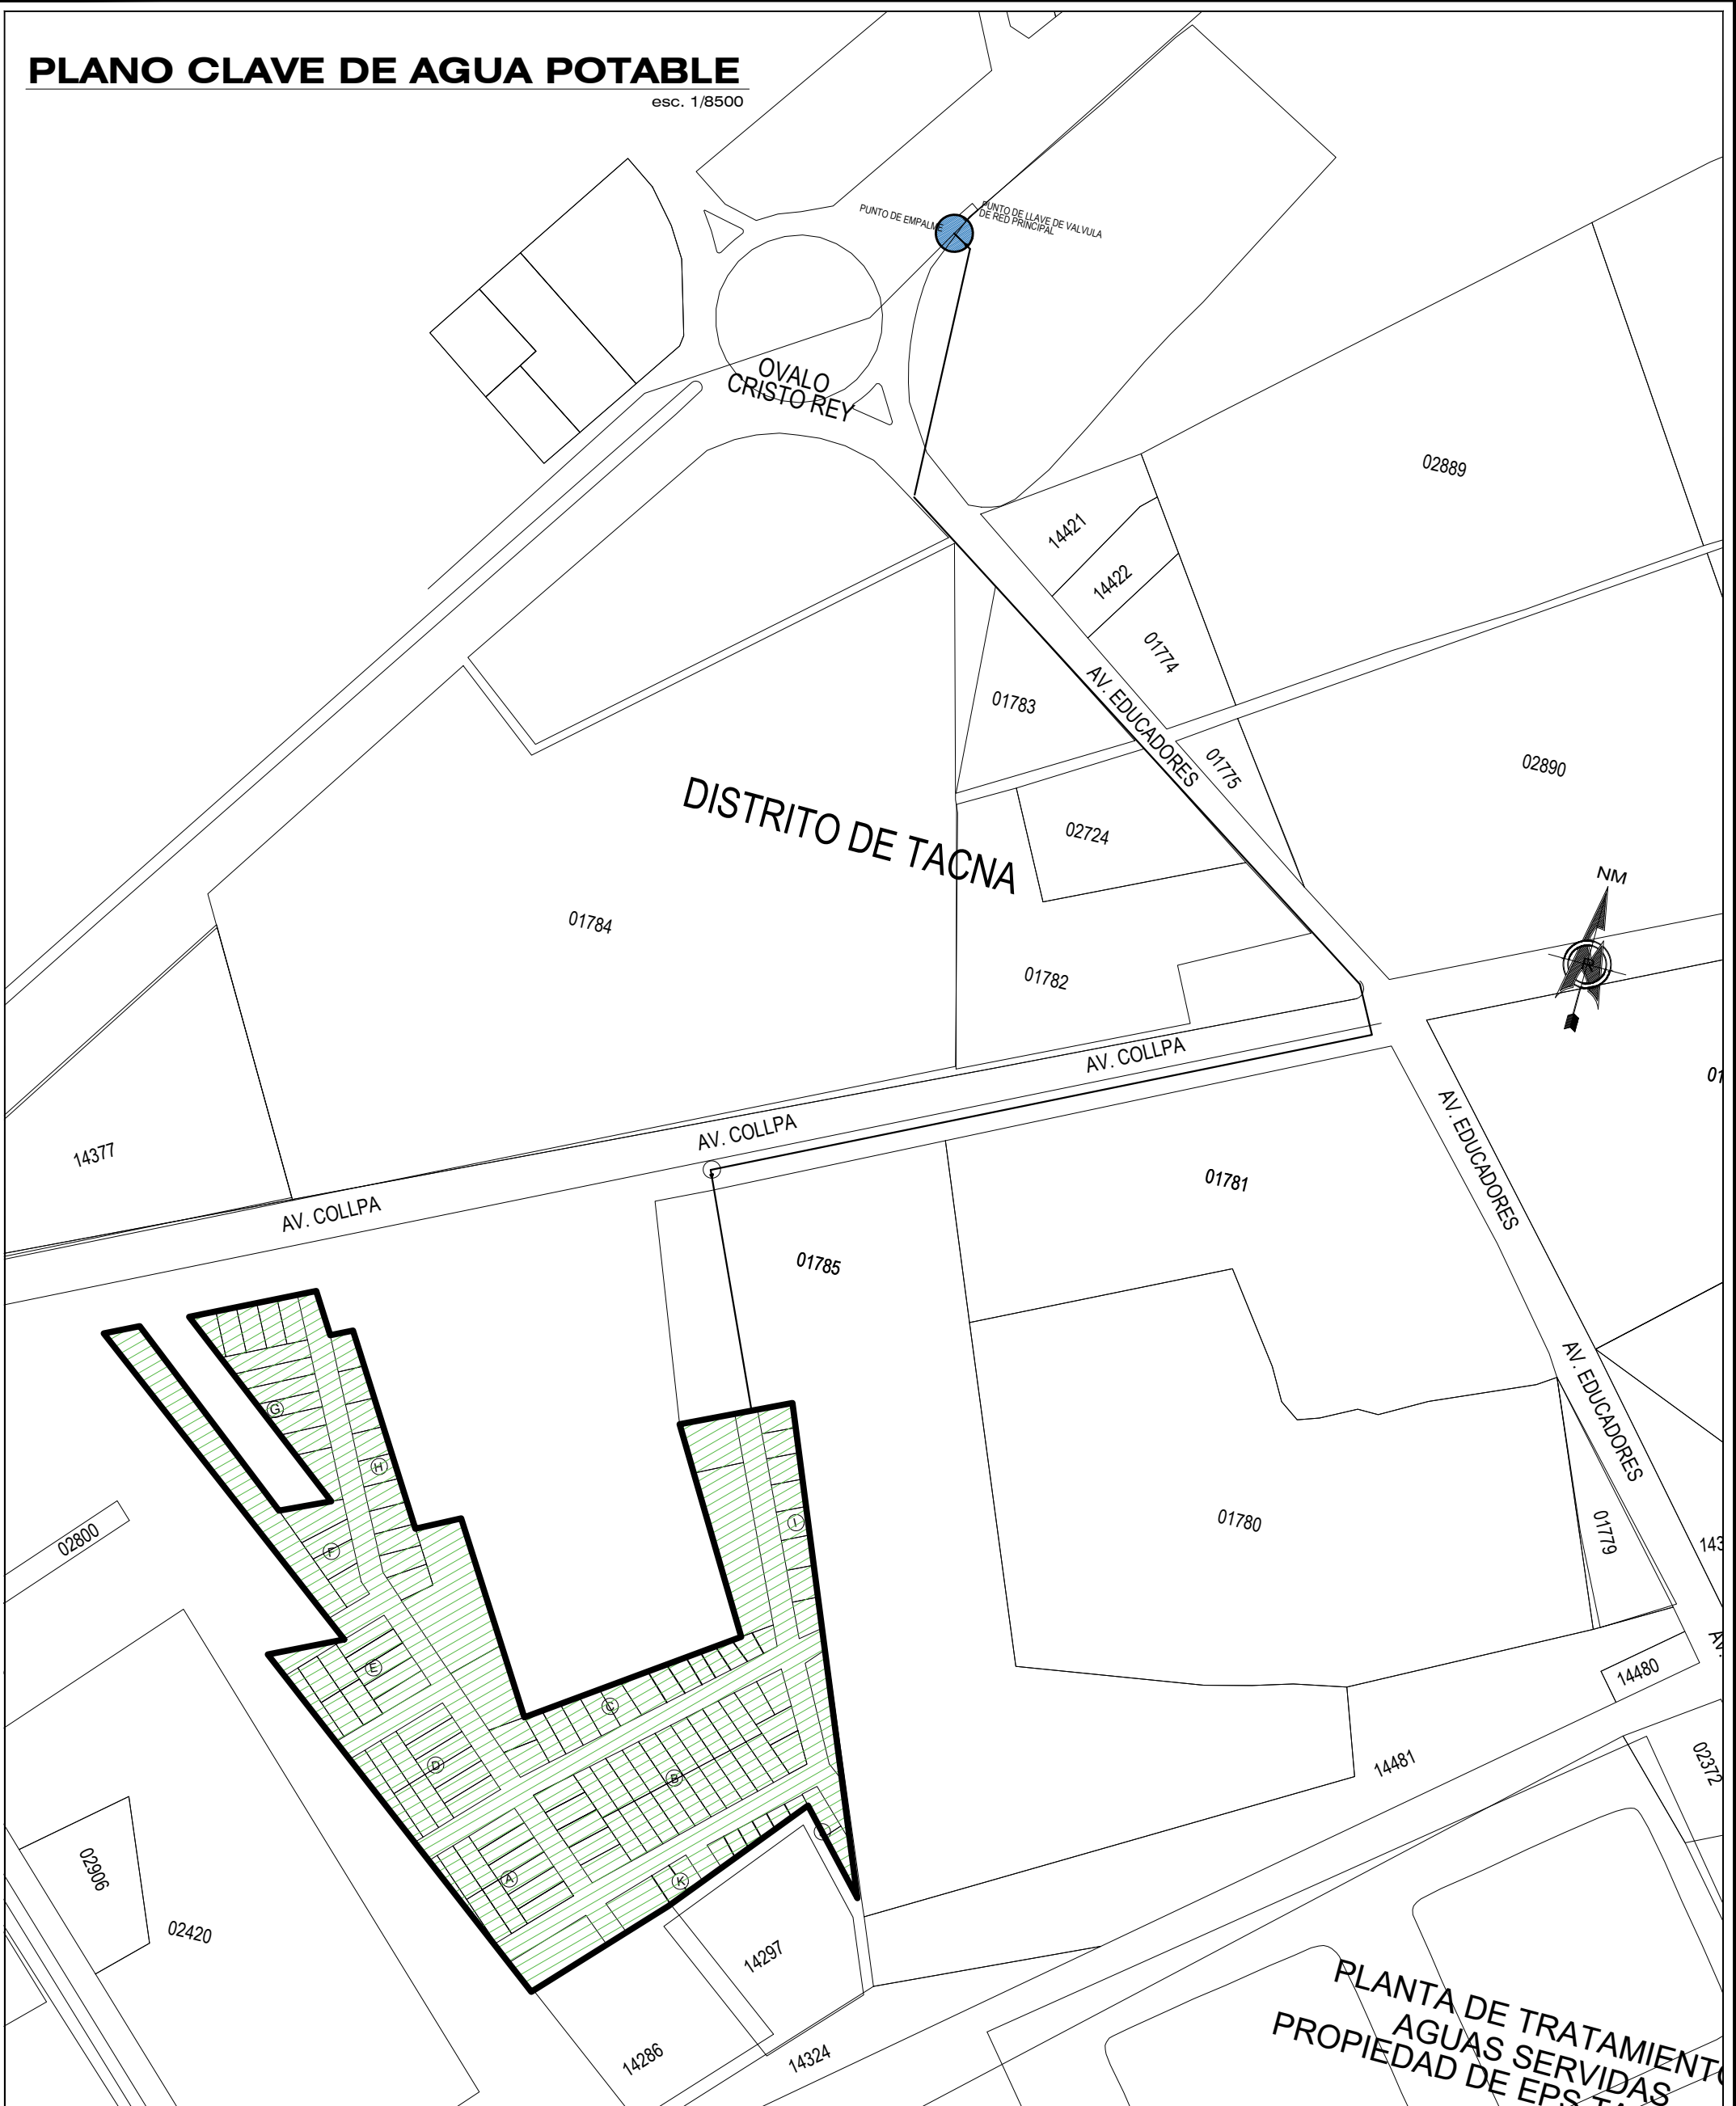 PLANO CLAVE DE AGUA POTABLE
esc. 1/8500
PUNTO DE EMPALME
PUNTO DE LLAVE DE VALVULA
DE RED PRINCIPAL
OVALO
CRISTO REY
02889
14421
14422
01774
01783
AV. EDUCADORES
01775
02890
DISTRITO DE TACNA
02724
NM
01784
01782
AV. COLLPA
AV. COLLPA
AV. COLLPA
14377
AV. EDUCADORES
01781
01785
AV. EDUCADORES
G
H
I
F
02800
01780
01779
E
14480
C
D
B
14481
02372
A
K
02906
02420
14297
14286
14324
PLANTA DE TRATAMIENTO
AGUAS SERVIDAS
PROPIEDAD DE EPS